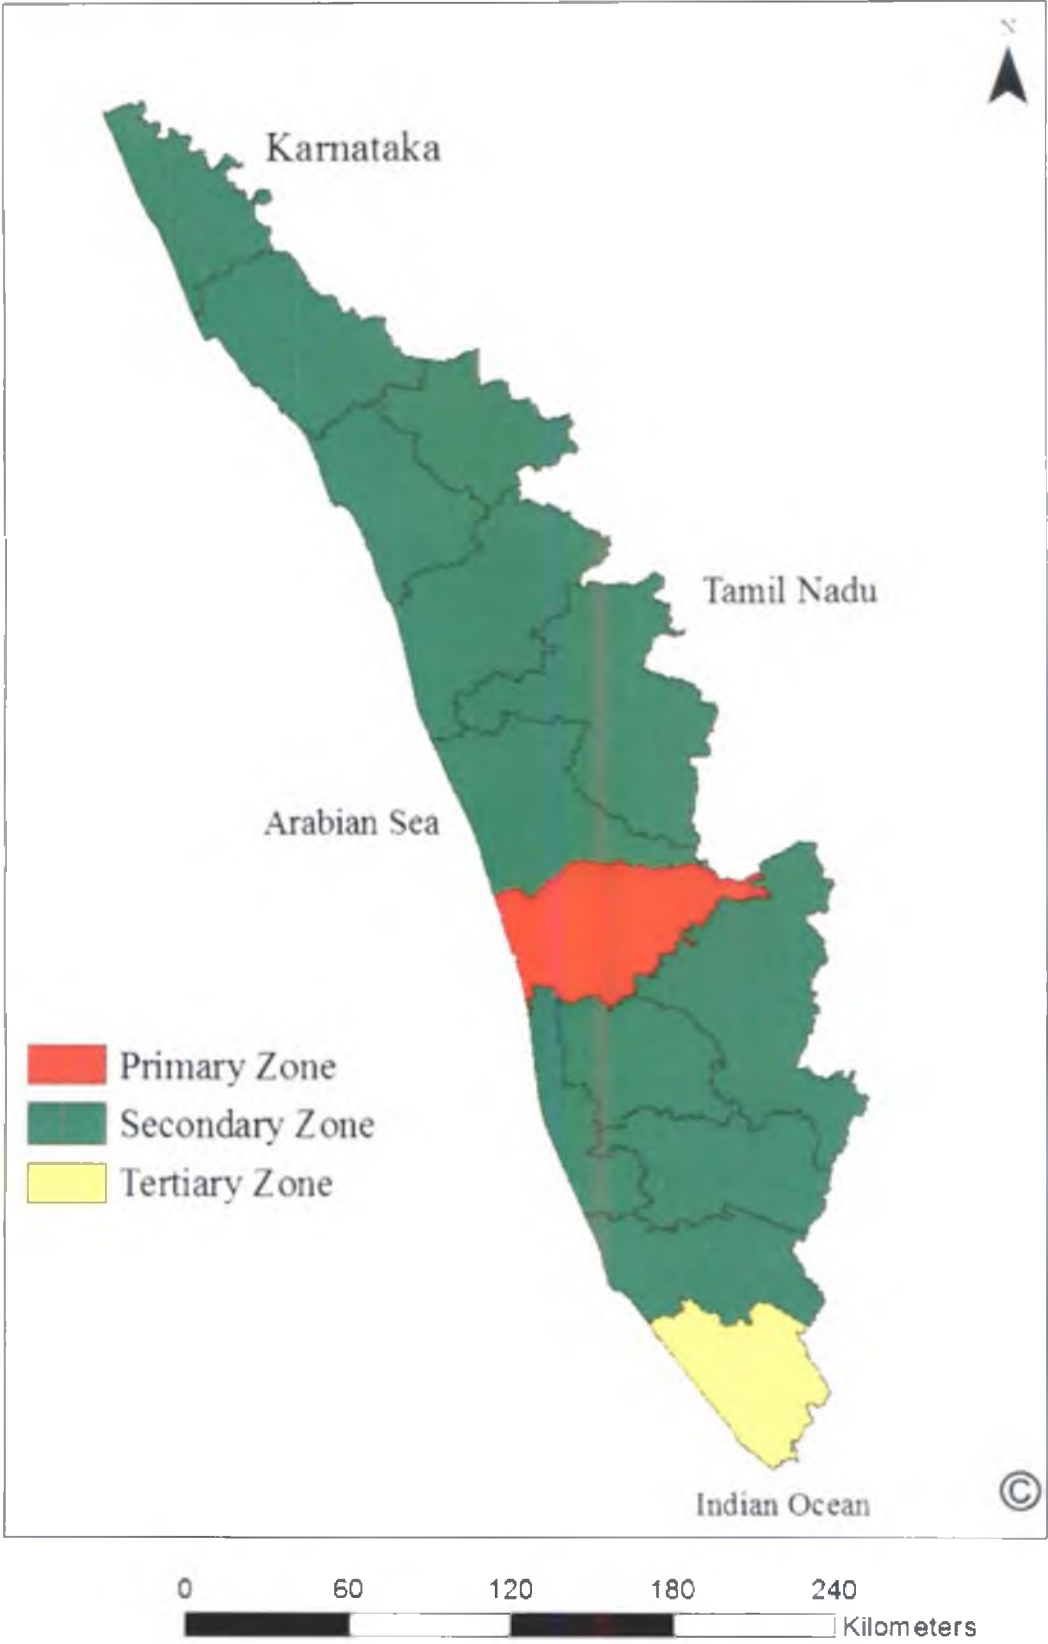 N
Karnataka
Tamil Nadu
Arabian Sea
Primary Zone
Secondary Zone
Tertiary Zone
Indian Ocean
©
0 60 120 180 240
Kilometers